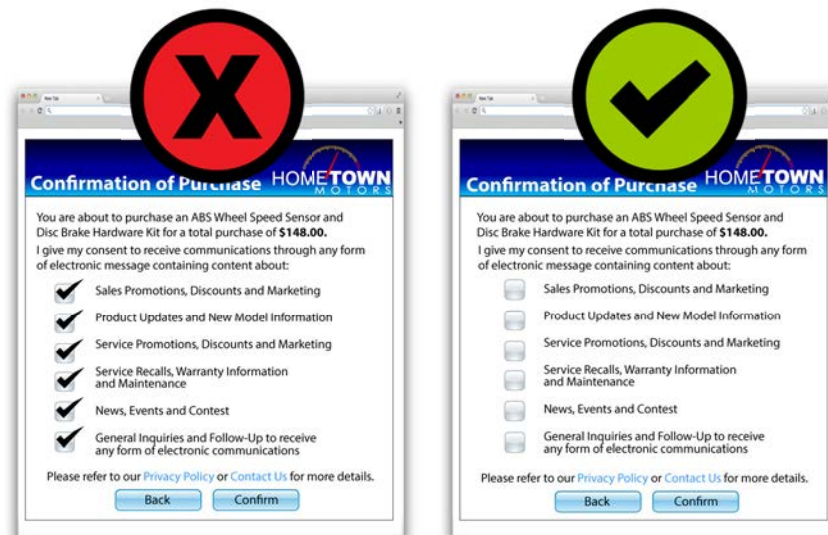 X
New Tab
Confirmation of Purchase
HOMETOWN
MOTORS
You are about to purchase an ABS Wheel Speed Sensor and
Disc Brake Hardware Kit for a total purchase of $148.00.
I give my consent to receive communications through any form
of electronic message containing content about:
Sales Promotions, Discounts and Marketing
Product Updates and New Model Information
Service Promotions, Discounts and Marketing
Service Recalls, Warranty Information
and Maintenance
News, Events and Contest
General Inquiries and Follow-Up to receive
any form of electronic communications
Please refer to our Privacy Policy or Contact Us for more details.
Back
Confirm
New Tab
Confirmation of Purchase
HOMETOWN
MOTORS
You are about to purchase an ABS Wheel Speed Sensor and
Disc Brake Hardware Kit for a total purchase of $148.00.
I give my consent to receive communications through any form
of electronic message containing content about:
Sales Promotions, Discounts and Marketing
Product Updates and New Model Information
Service Promotions, Discounts and Marketing
Service Recalls, Warranty Information
and Maintenance
News, Events and Contest
General Inquiries and Follow-Up to receive
any form of electronic communications
Please refer to our Privacy Policy or Contact Us for more details.
Back
Confirm